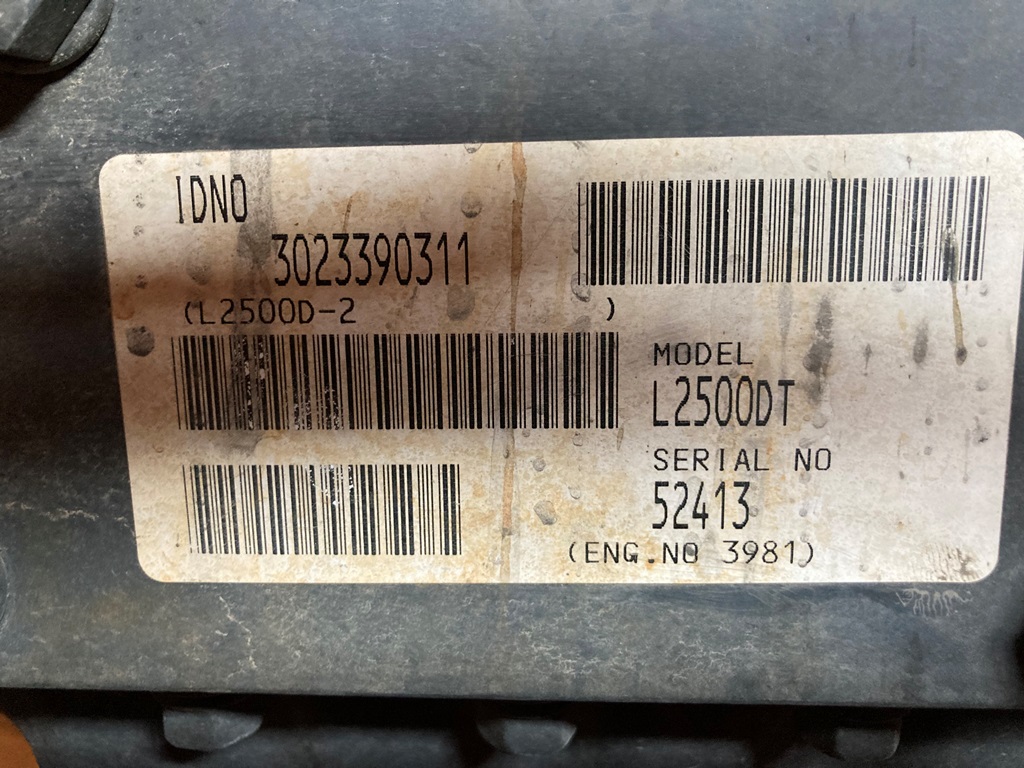 IDNO
3023390311
(L2500D-2 )
MODEL
L2500DT
SERIAL NO
52413
(ENG.NO 3981)